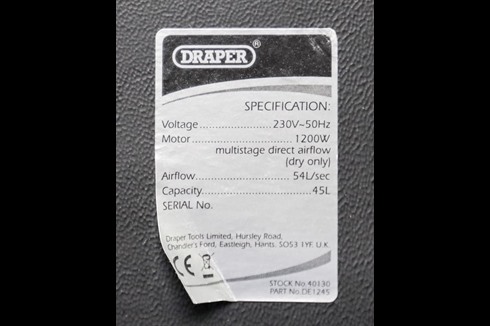 DRAPER®
SPECIFICATION:
Voltage....................230V~50Hz
Motor..........................1200W
multistage direct airflow
(dry only)
Airflow..........................54L/sec
Capacity..............................45L
SERIAL No.
Draper Tools Limited, Hursley Road,
Chandler's Ford, Eastleigh, Hants. SO53 1YF. U.K.
CE
STOCK No.40130
PART No.DE1245